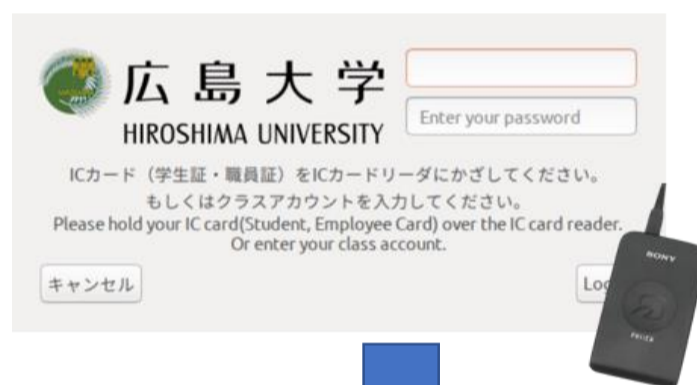 広島大学
HIROSHIMA UNIVERSITY
Enter your password
ICカード（学生証・職員証）をICカードリーダにかざしてください。
もしくはクラスアカウントを入力してください。
Please hold your IC card(Student, Employee Card) over the IC card reader.
Or enter your class account.
キャンセル
SONY